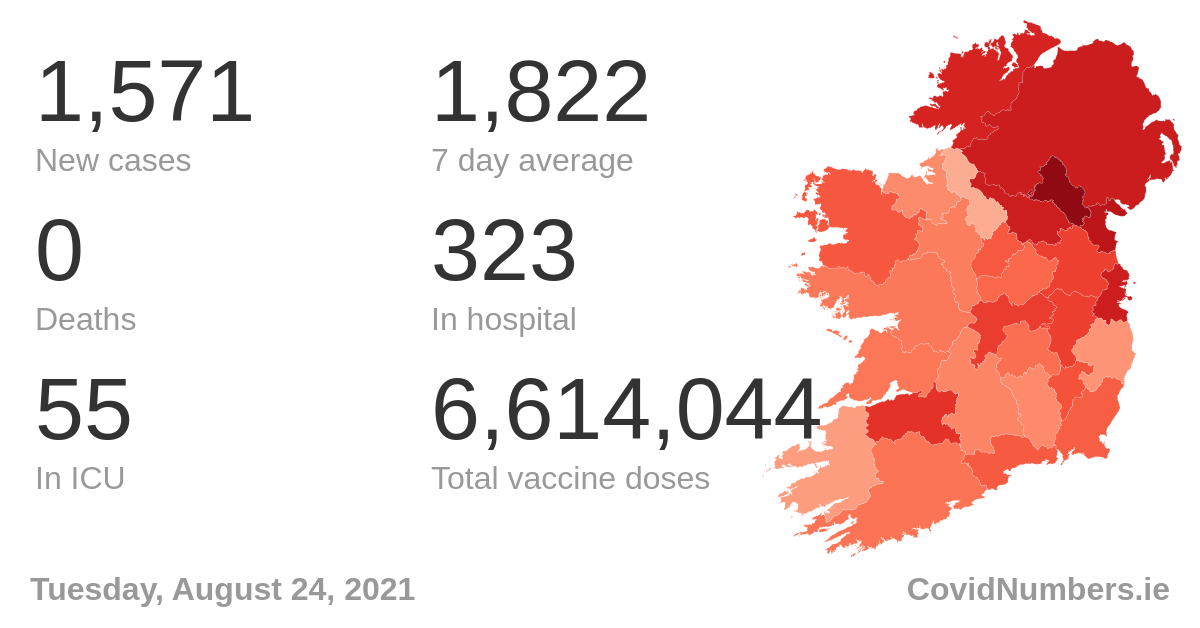 1,571
New cases
1,822
7 day average
0
Deaths
323
In hospital
55
In ICU
6,614,044
Total vaccine doses
Tuesday, August 24, 2021
CovidNumbers.ie